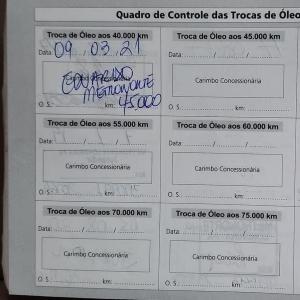 Quadro de Controle das Trocas de Óleo
Troca de Óleo aos 40.000 km
Troca de Óleo aos 45.000 km
Data: 09 03 21
Data: / /
Carimbo Concessionária
EDUARDO
METRONORTE
45.000
Carimbo Concessionária
O. S.: km:
O. S.: km:
Troca de Óleo aos 55.000 km
Troca de Óleo aos 60.000 km
Data: / /
Data: / /
Carimbo Concessionária
Carimbo Concessionária
O. S.: km:
O. S.: km:
Troca de Óleo aos 70.000 km
Troca de Óleo aos 75.000 km
Data: / /
Data: / /
Carimbo Concessionária
Carimbo Concessionária
O. S.: km:
O. S.: km: